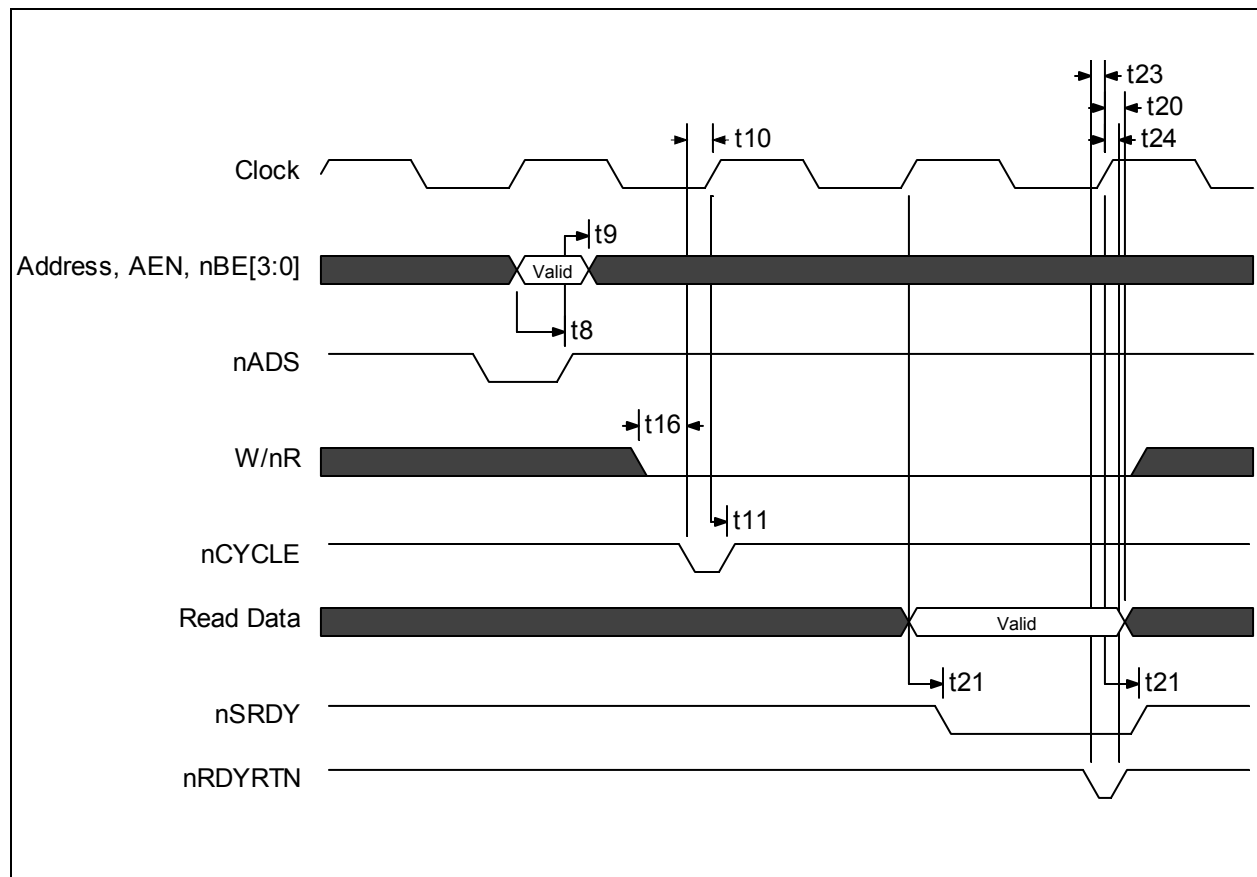 t23
t20
t10
t24
Clock
t9
Address, AEN, nBE[3:0]
Valid
t8
nADS
t16
W/nR
t11
nCYCLE
Read Data
Valid
t21
t21
nSRDY
nRDYRTN